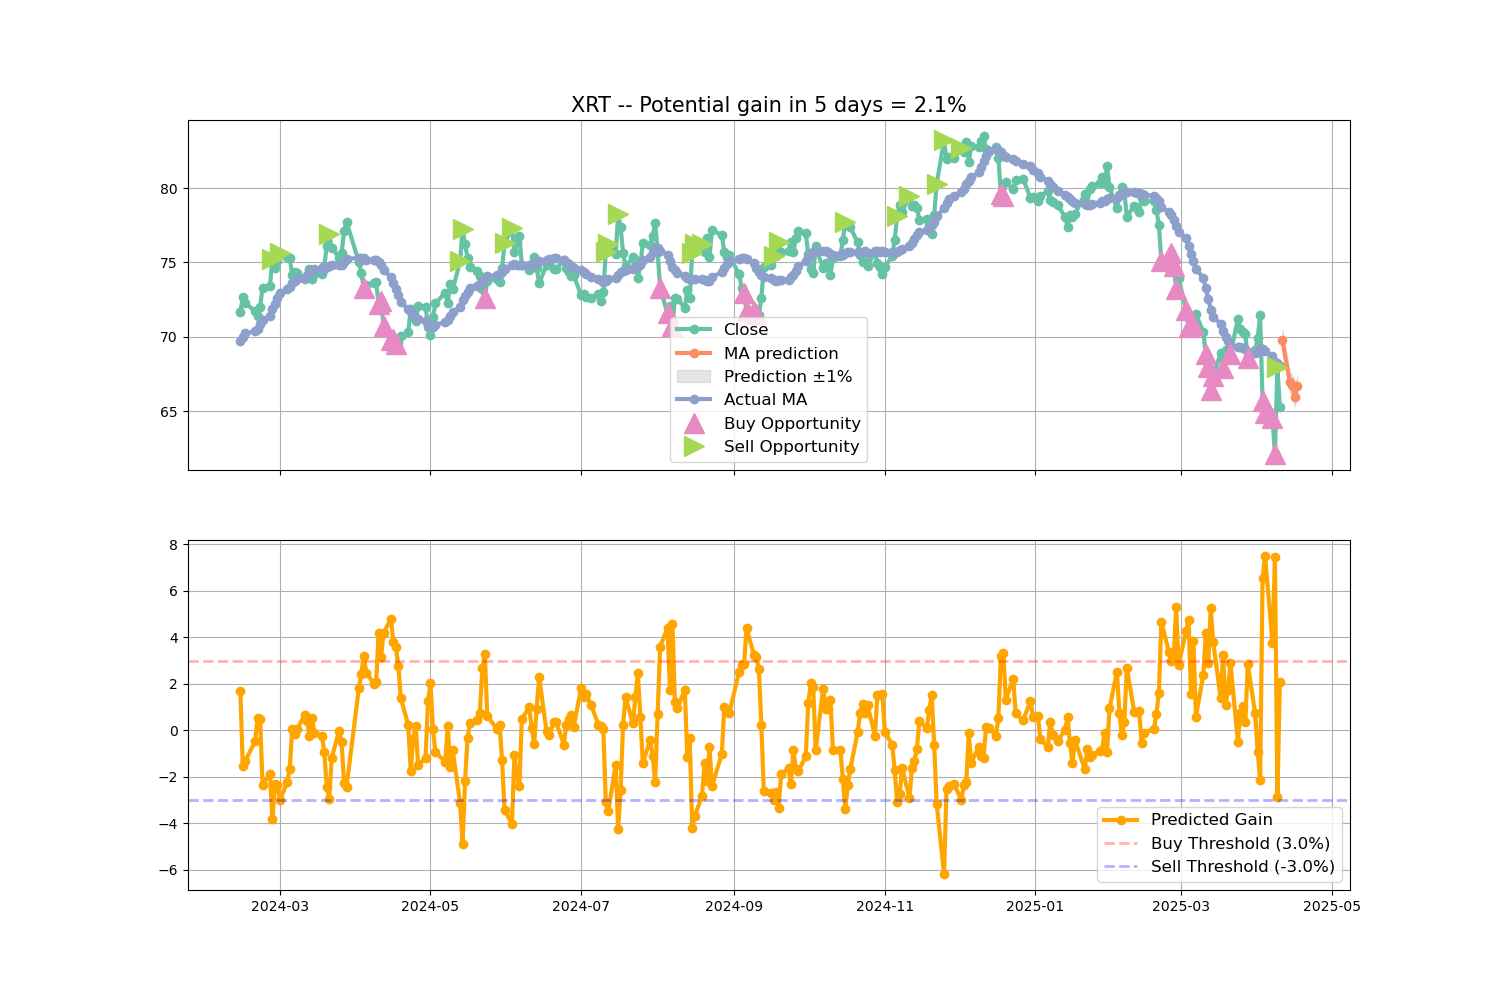 XRT -- Potential gain in 5 days = 2.1%
80
75
70
65
Close
MA prediction
Prediction ±1%
Actual MA
Buy Opportunity
Sell Opportunity
8
6
4
2
0
−2
−4
−6
Predicted Gain
Buy Threshold (3.0%)
Sell Threshold (-3.0%)
2024-03 2024-05 2024-07 2024-09 2024-11 2025-01 2025-03 2025-05